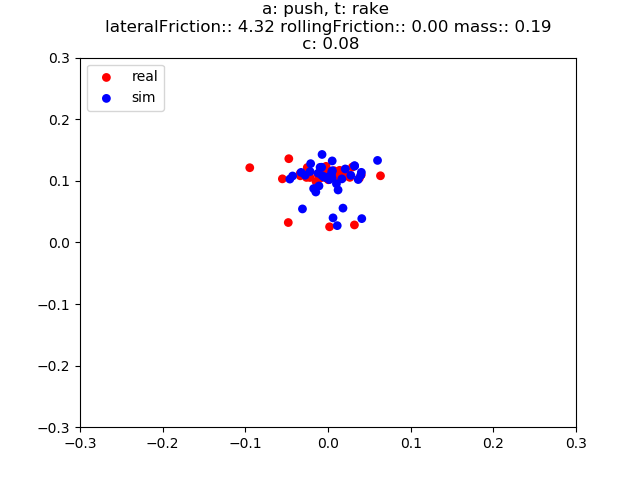 a: push, t: rake
lateralFriction:: 4.32 rollingFriction:: 0.00 mass:: 0.19
c: 0.08
real
sim
0.3
0.2
0.1
0.0
−0.1
−0.2
−0.3
−0.3
−0.2
−0.1
0.0
0.1
0.2
0.3